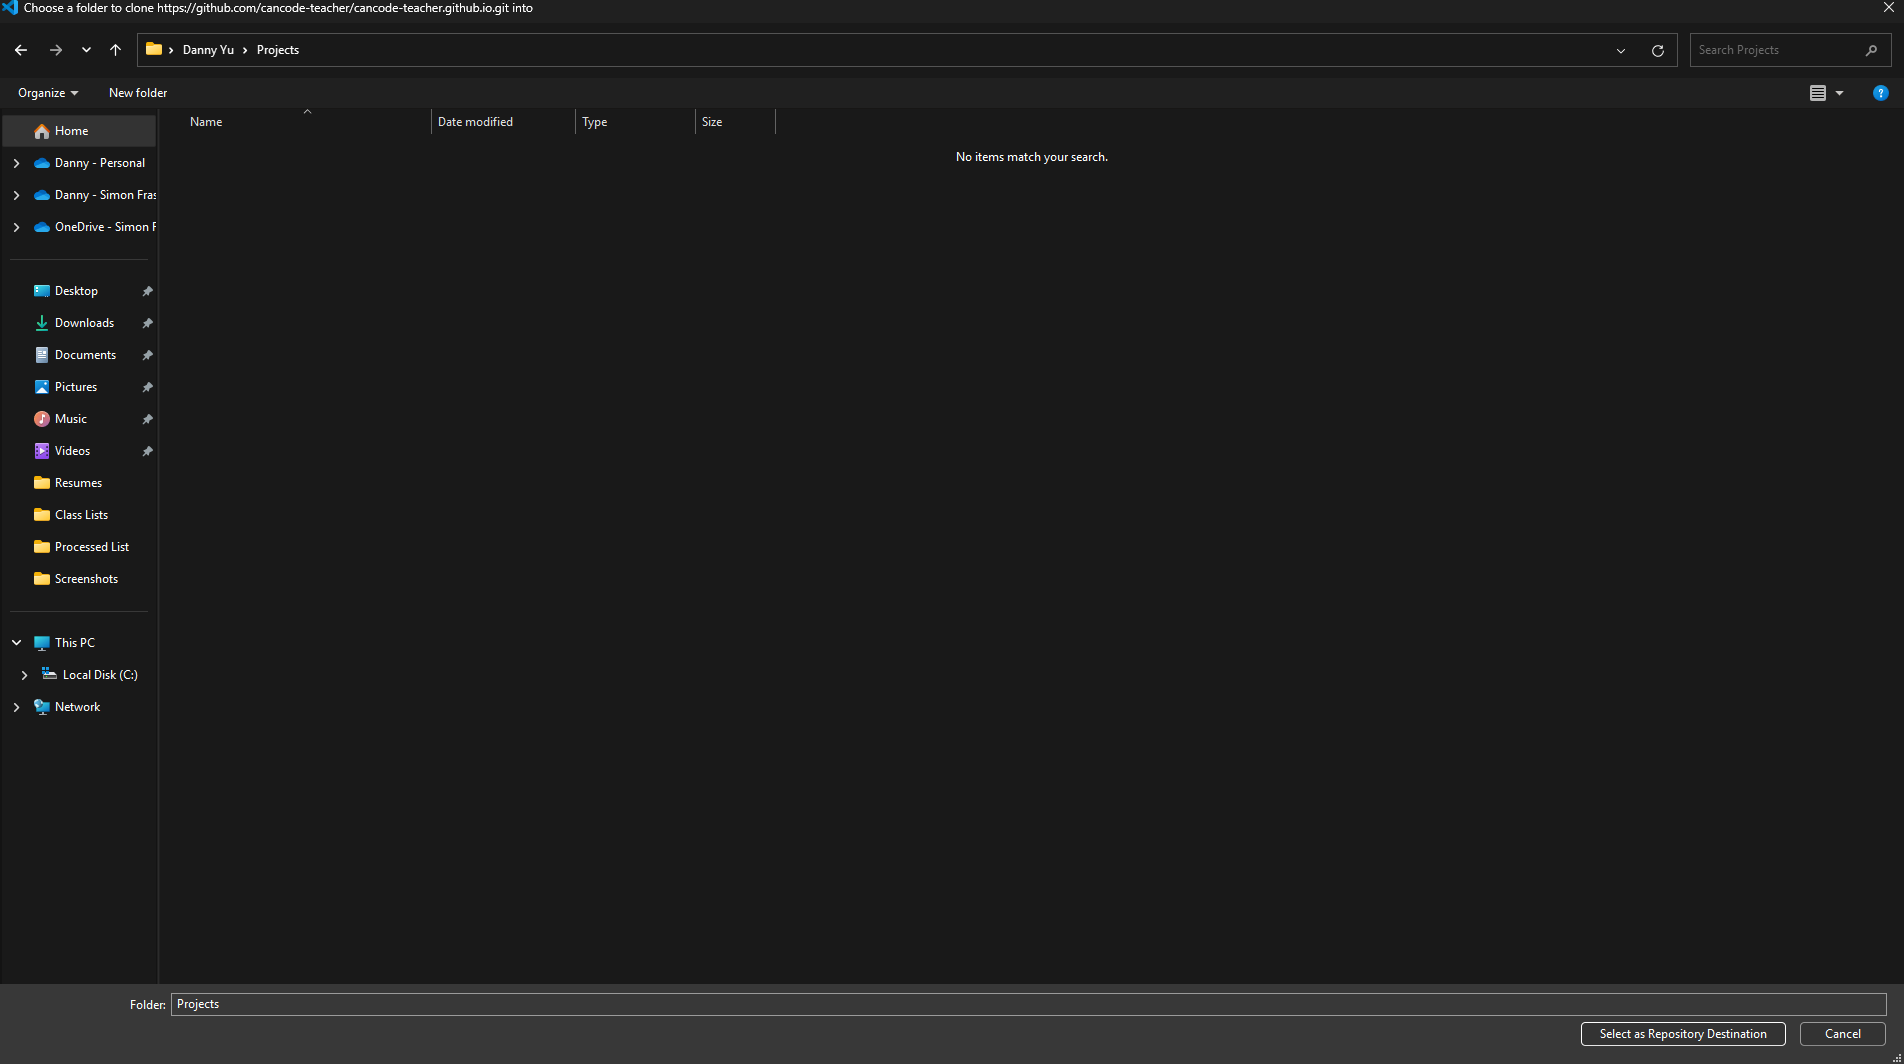 Choose a folder to clone https://github.com/cancode-teacher/cancode-teacher.github.io.git into
Danny Yu
Projects
Search Projects
Organize
New folder
Name
Date modified
Type
Size
No items match your search.
Home
Danny - Personal
Danny - Simon Fras
OneDrive - Simon F
Desktop
Downloads
Documents
Pictures
Music
Videos
Resumes
Class Lists
Processed List
Screenshots
This PC
Local Disk (C:)
Network
Folder: Projects
Select as Repository Destination
Cancel